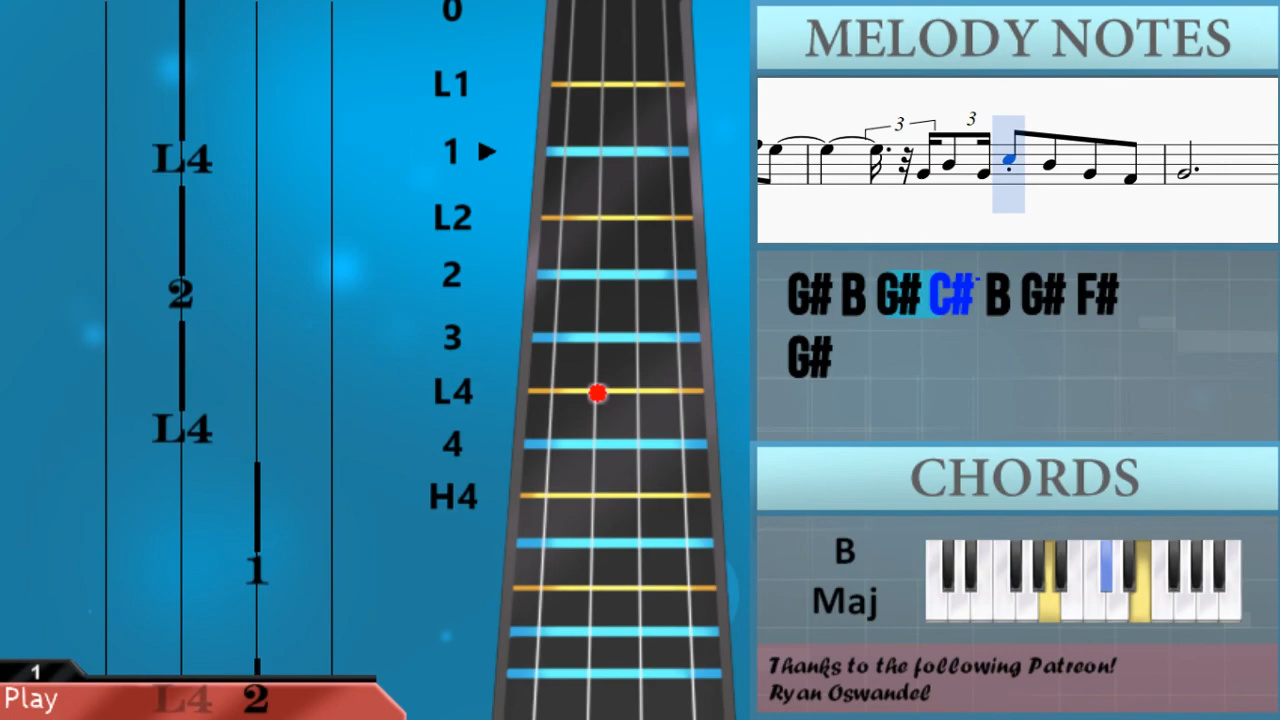 0
L1
1
L2
2
3
L4
4
H4
L4
2
L4
1
1
Play
L4 2
MELODY NOTES
3 3
G# B G# C#- B G# F#
G#
CHORDS
B
Maj
Thanks to the following Patreon!
Ryan Oswandel